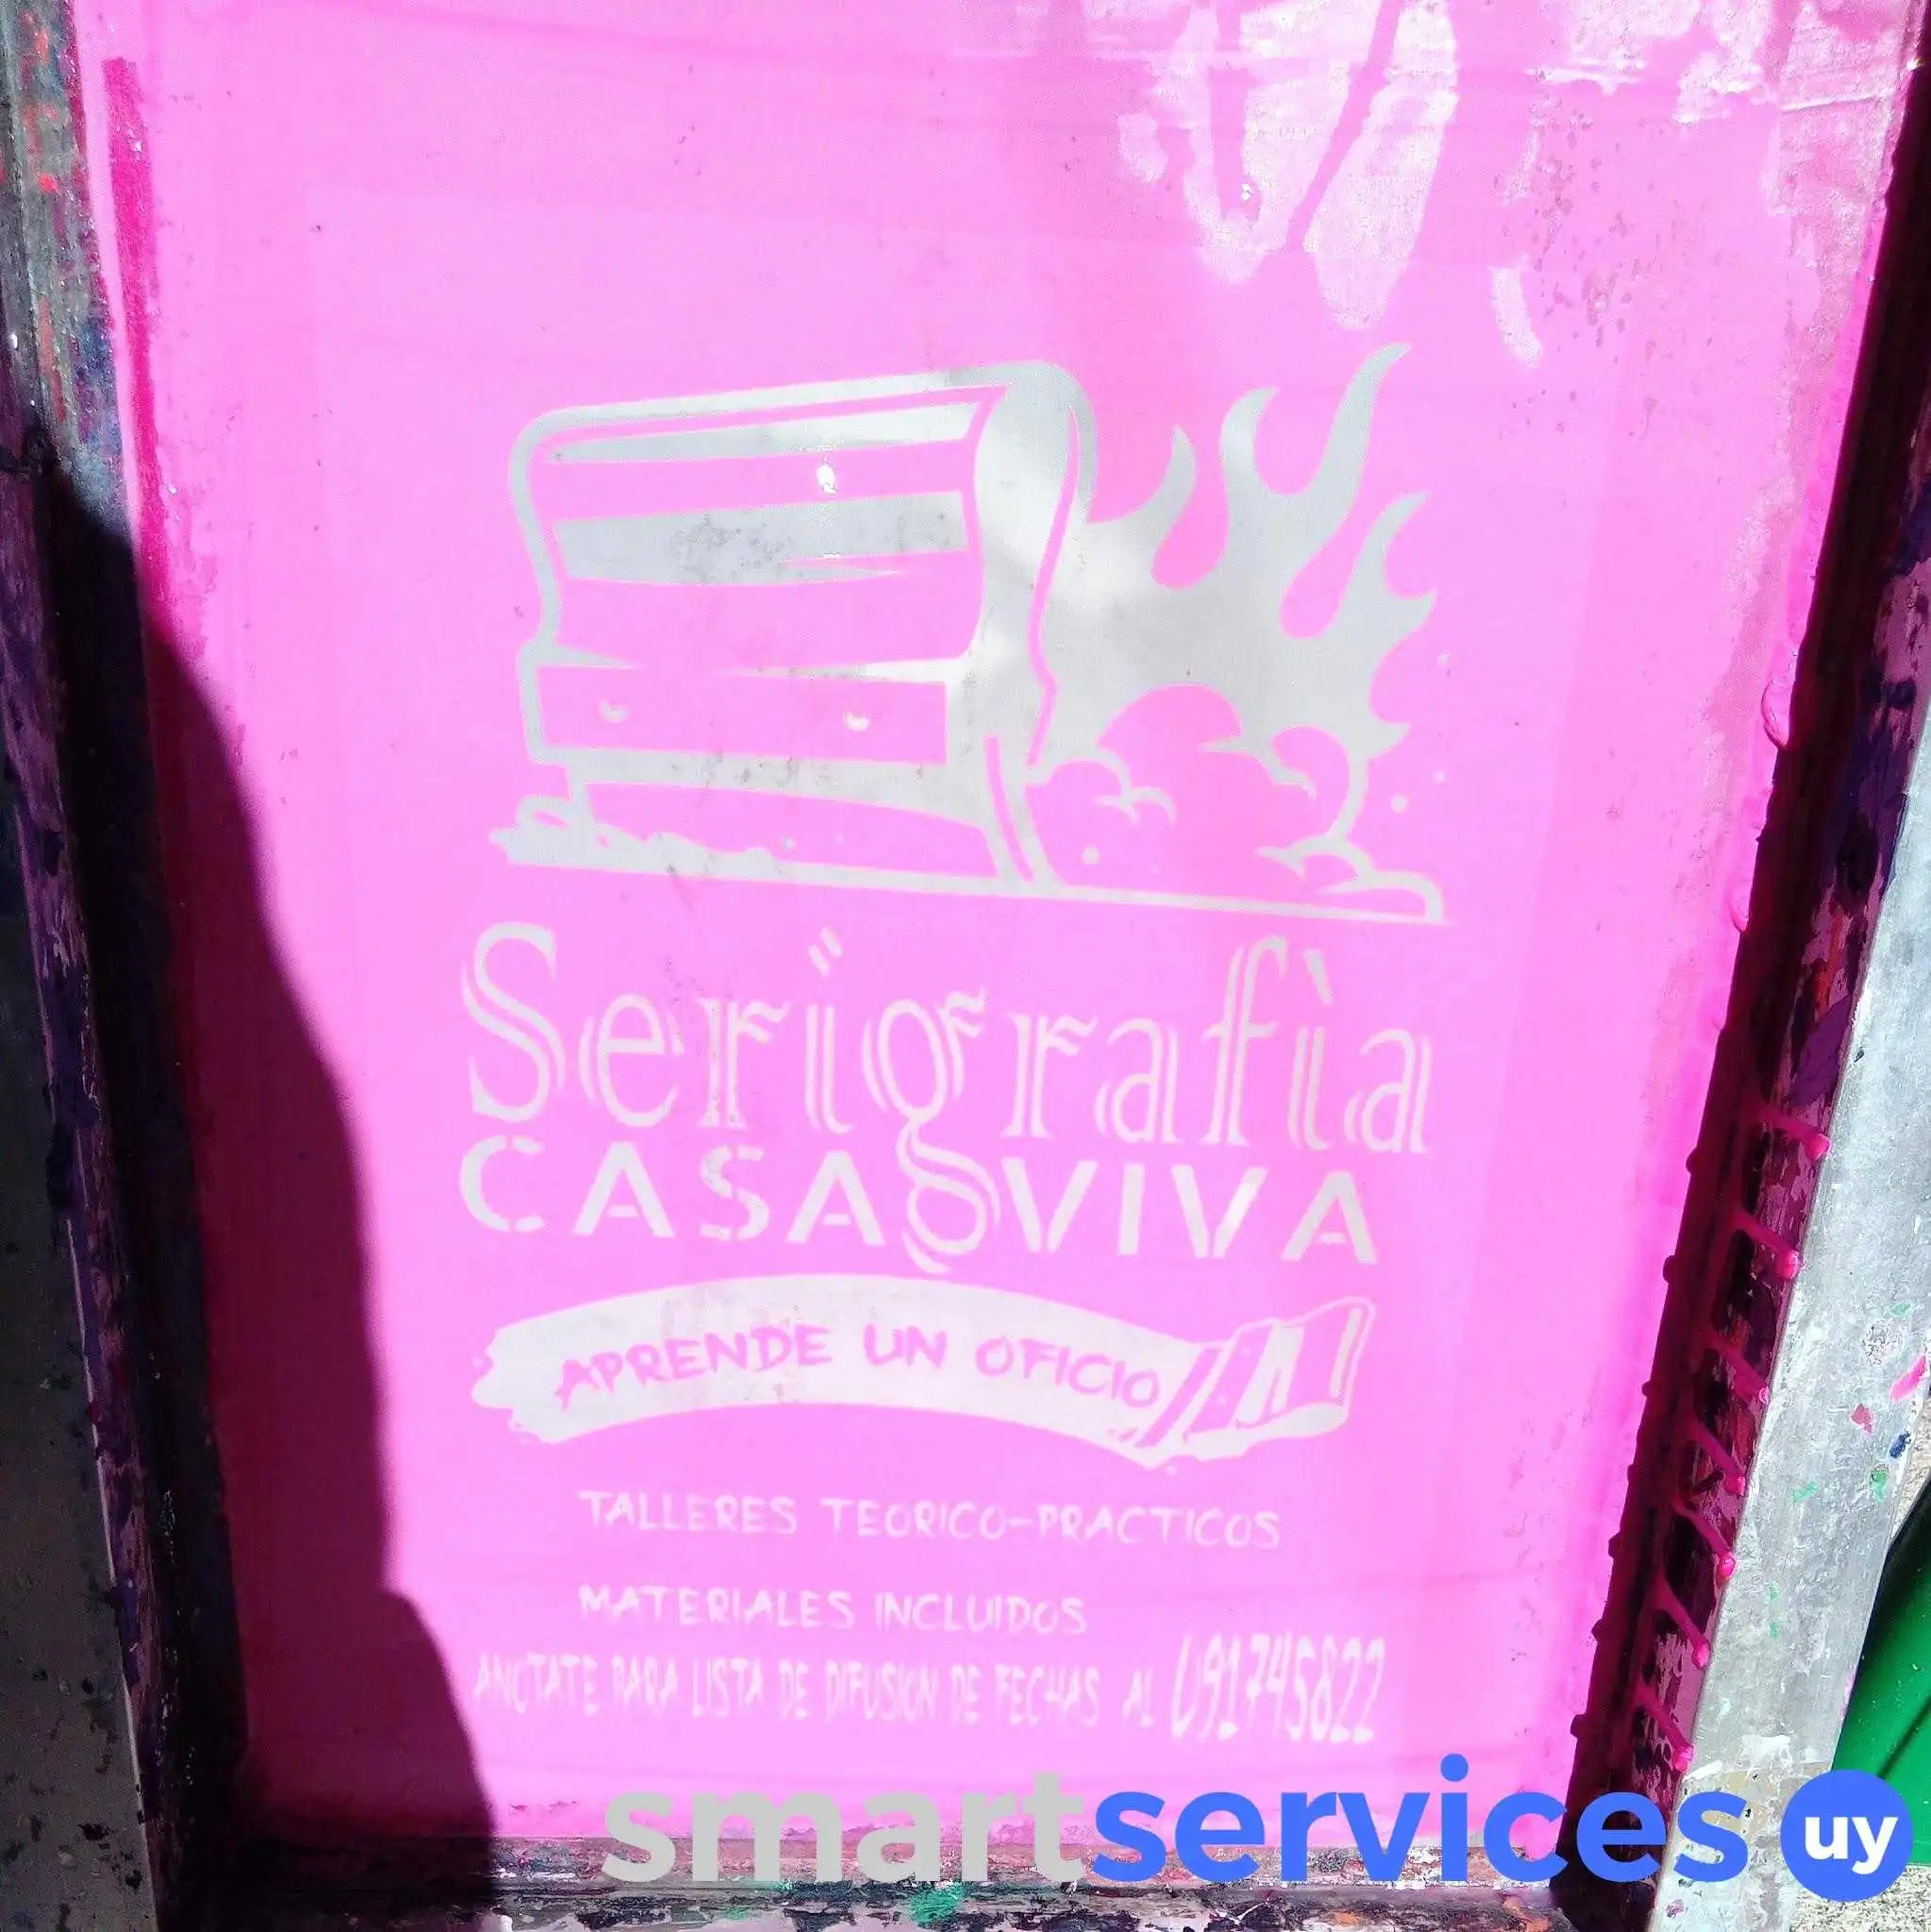 Serigrafìa
CASA VIVA
APRENDE UN OFICIO
TALLERES TEORICO-PRACTICOS
MATERIALES INCLUIDOS
ANOTATE PARA LISTA DE DIFUSION DE FECHAS AL 091745822
smartservices uy